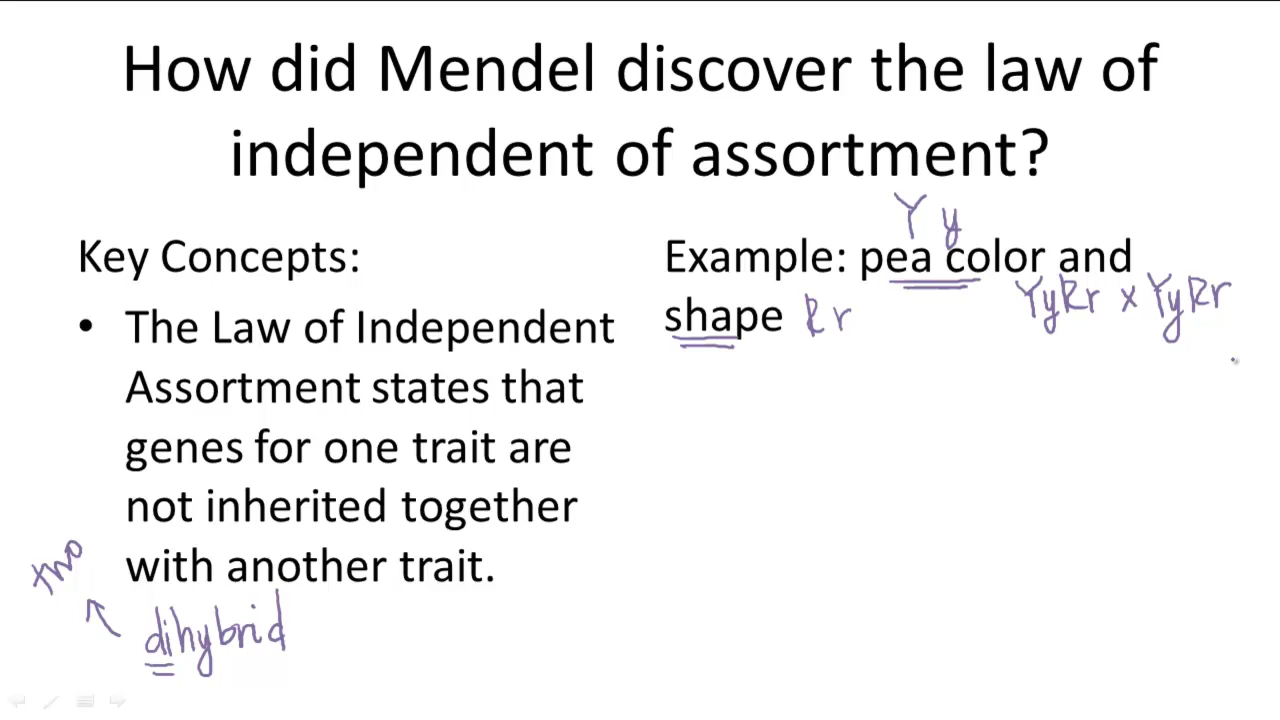 How did Mendel discover the law of
independent of assortment?
Key Concepts:
• The Law of Independent
Assortment states that
genes for one trait are
not inherited together
with another trait.
two
dihybrid
Y y
Example: pea color and
YyRr x YyRr
shape Rr